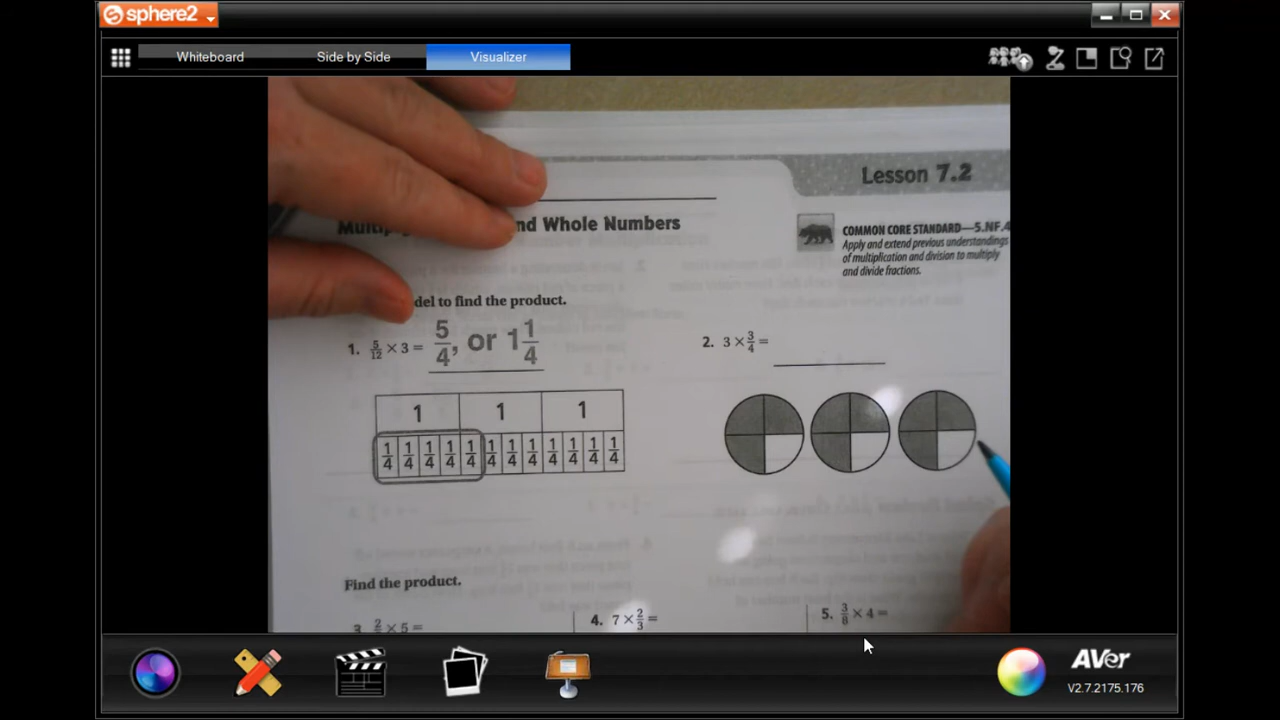 sphere2
Whiteboard Side by Side Visualizer
Lesson 7.2
nd Whole Numbers
COMMON CORE STANDARD—5.NF.4
Apply and extend previous understandings
of multiplication and division to multiply
and divide fractions.
del to find the product.
1. 5/12 × 3 = 5/4, or 1 1/4
2. 3 × 3/4 =
1 1 1
1/4 1/4 1/4 1/4 1/4 1/4 1/4 1/4 1/4 1/4 1/4 1/4
Find the product.
4. 7 × 2/3 =
5. 3/8 × 4 =
AVer
V2.7.2175.176